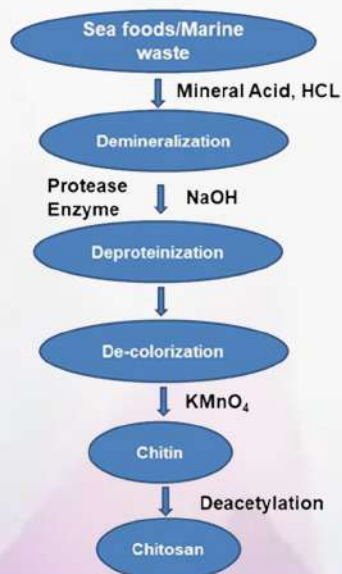 Sea foods/Marine
waste
Mineral Acid, HCL
Demineralization
Protease
Enzyme
NaOH
Deproteinization
De-colorization
KMnO₄
Chitin
Deacetylation
Chitosan